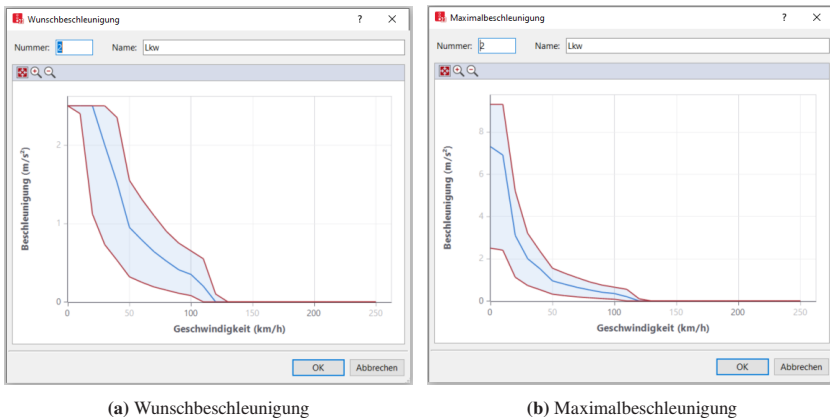 Wunschbeschleunigung ? ×
Nummer: 2 Name: Lkw
Beschleunigung (m/s²)
2
1
0
0 50 100 150 200 250
Geschwindigkeit (km/h)
OK Abbrechen
(a) Wunschbeschleunigung
Maximalbeschleunigung ? ×
Nummer: 2 Name: Lkw
Beschleunigung (m/s²)
8
6
4
2
0
0 50 100 150 200 250
Geschwindigkeit (km/h)
OK Abbrechen
(b) Maximalbeschleunigung